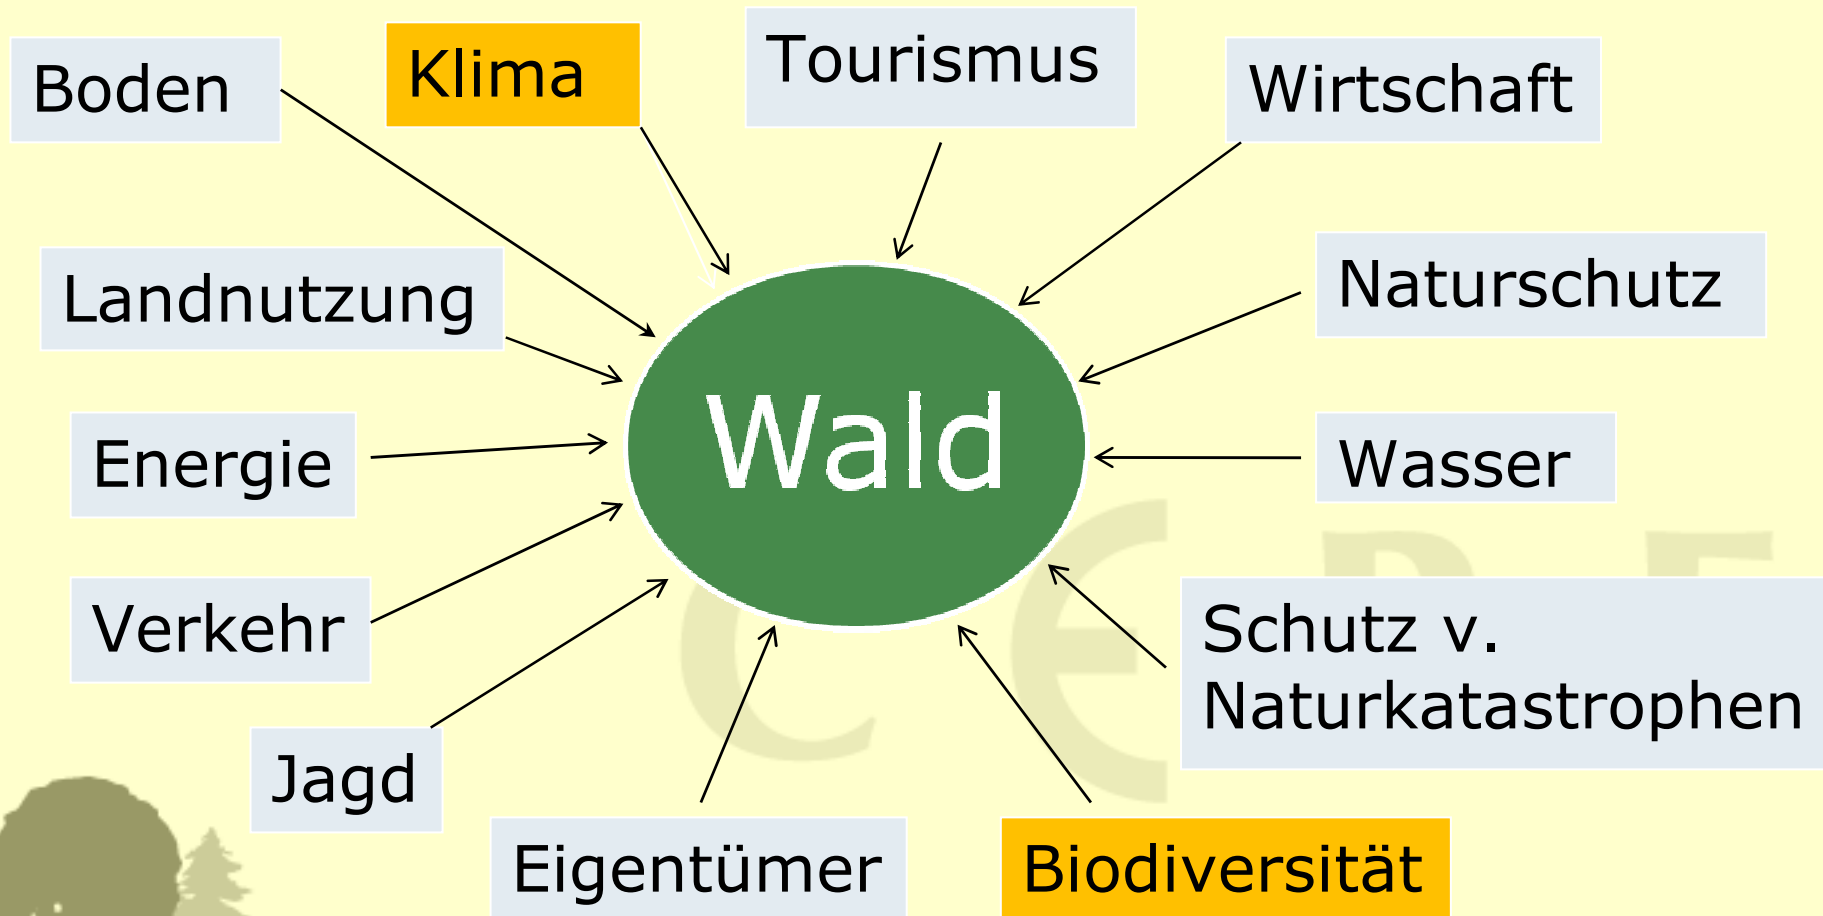 Boden
Klima
Tourismus
Wirtschaft
Landnutzung
Naturschutz
Wald
Energie
Wasser
Verkehr
Schutz v.
Naturkatastrophen
Jagd
Eigentümer
Biodiversität